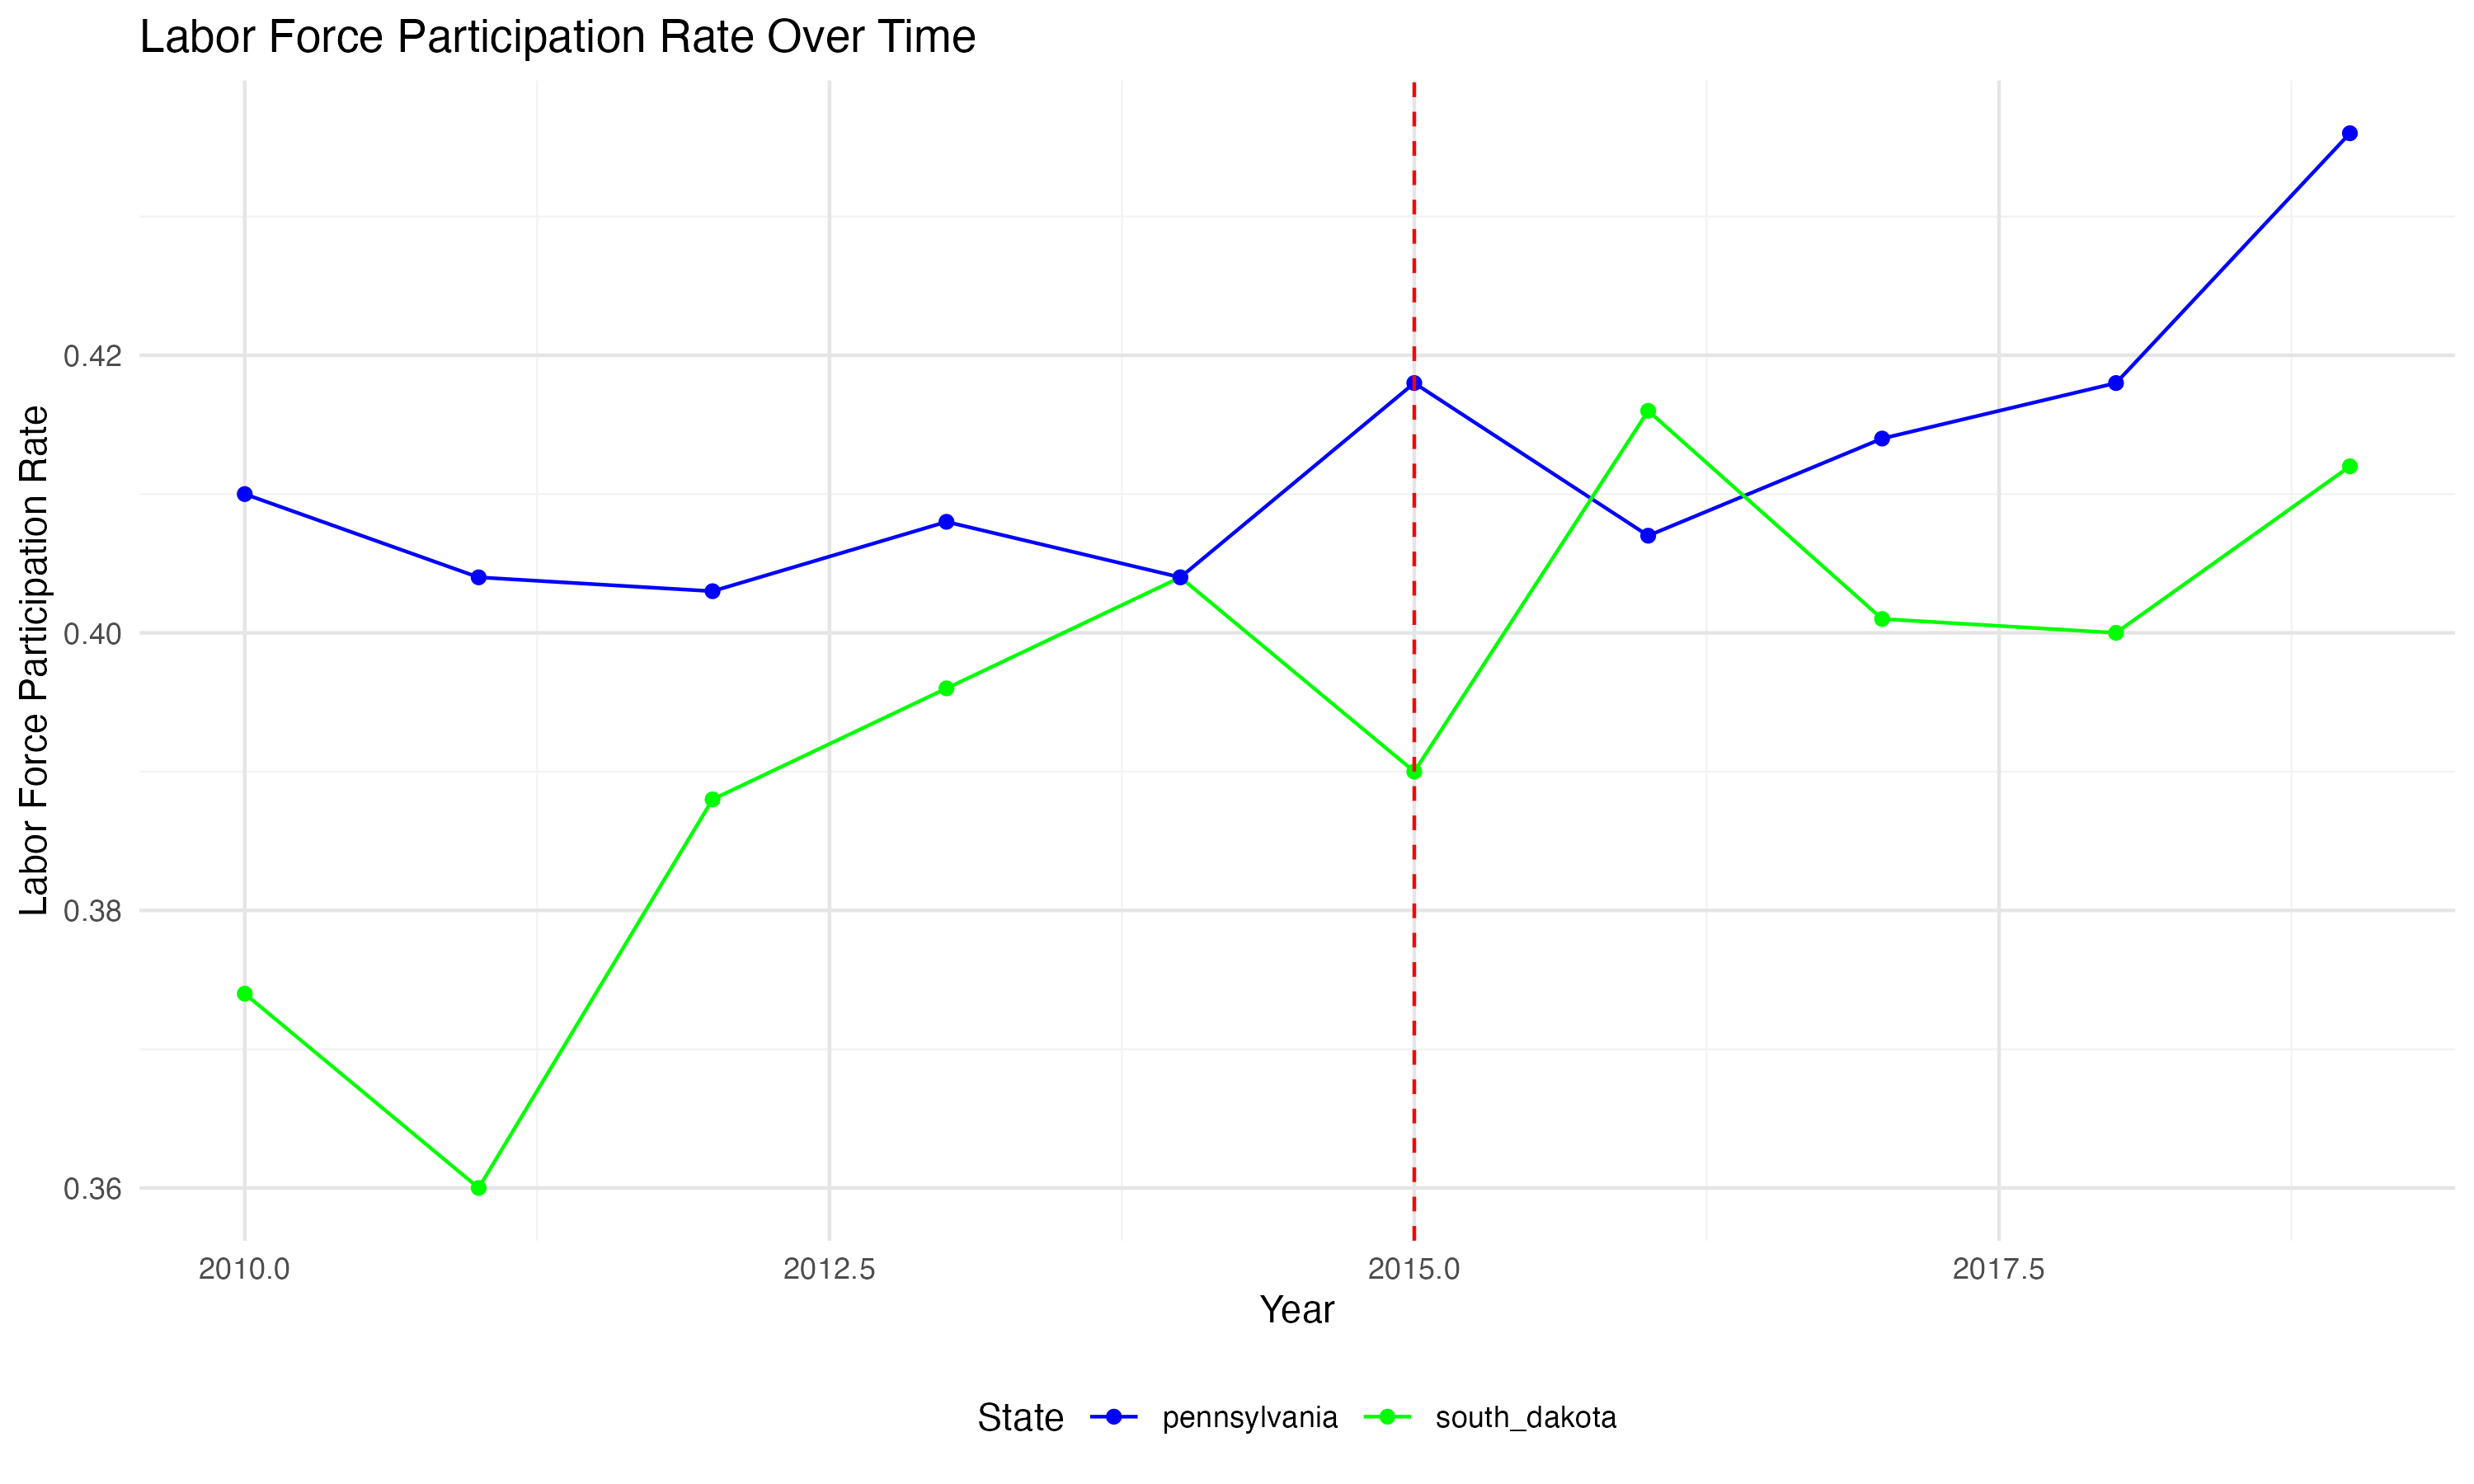 Labor Force Participation Rate Over Time
Labor Force Participation Rate
0.42
0.40
0.38
0.36
2010.0 2012.5 2015.0 2017.5
Year
State pennsylvania south_dakota